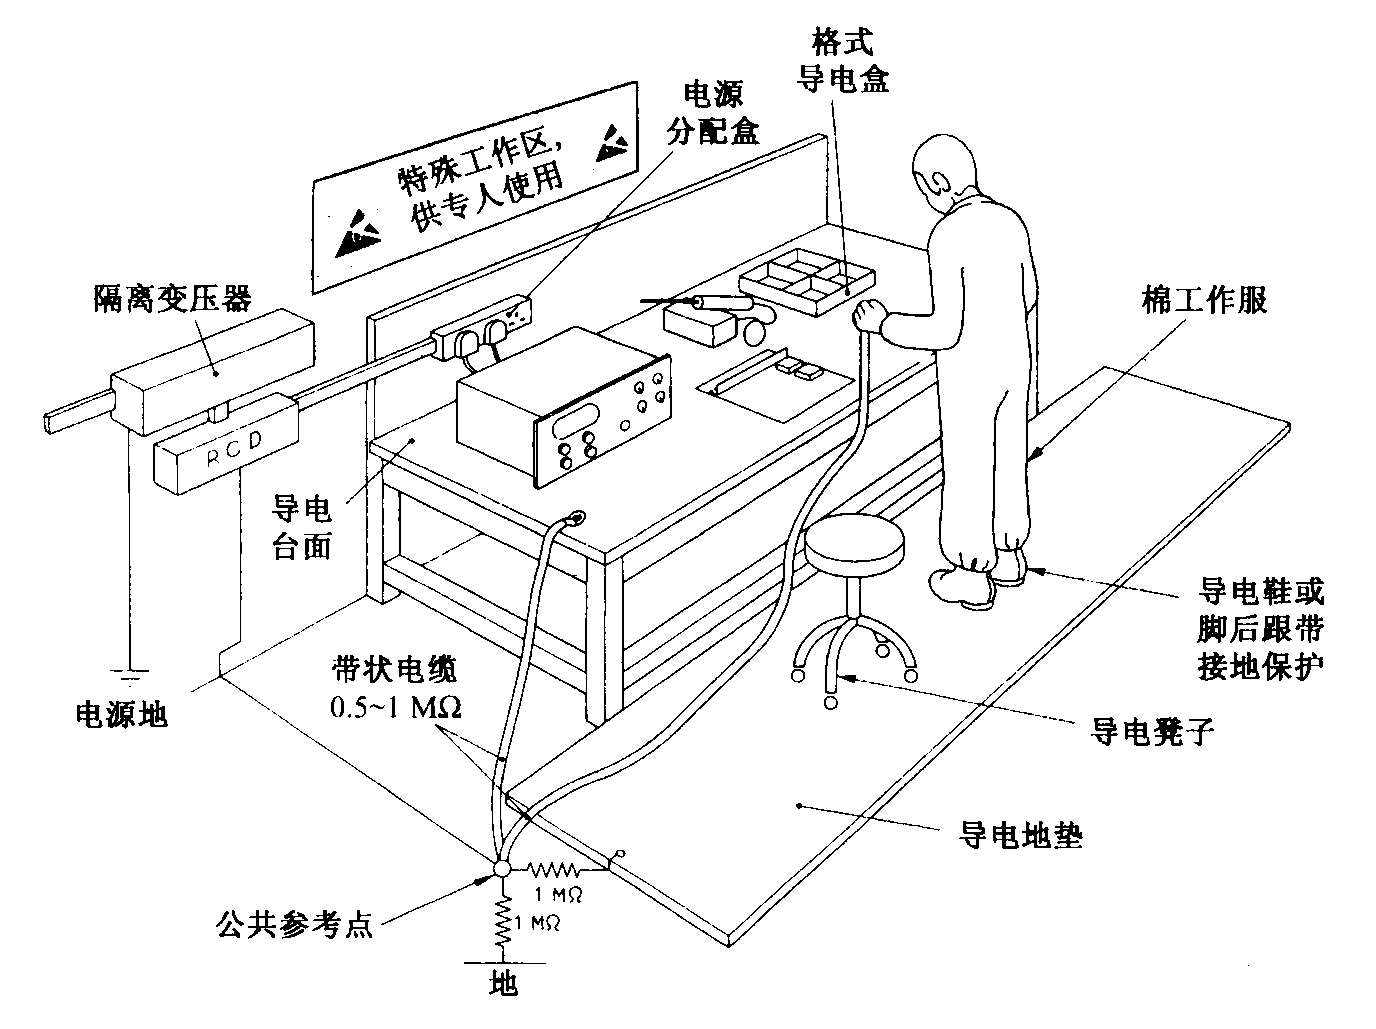 格式
导电盒
电源
分配盒
特殊工作区,
供专人使用
隔离变压器
棉工作服
RCD
导电
台面
导电鞋或
脚后跟带
接地保护
带状电缆
0.5~1 MΩ
电源地
导电凳子
导电地垫
1 MΩ
公共参考点
1 MΩ
地